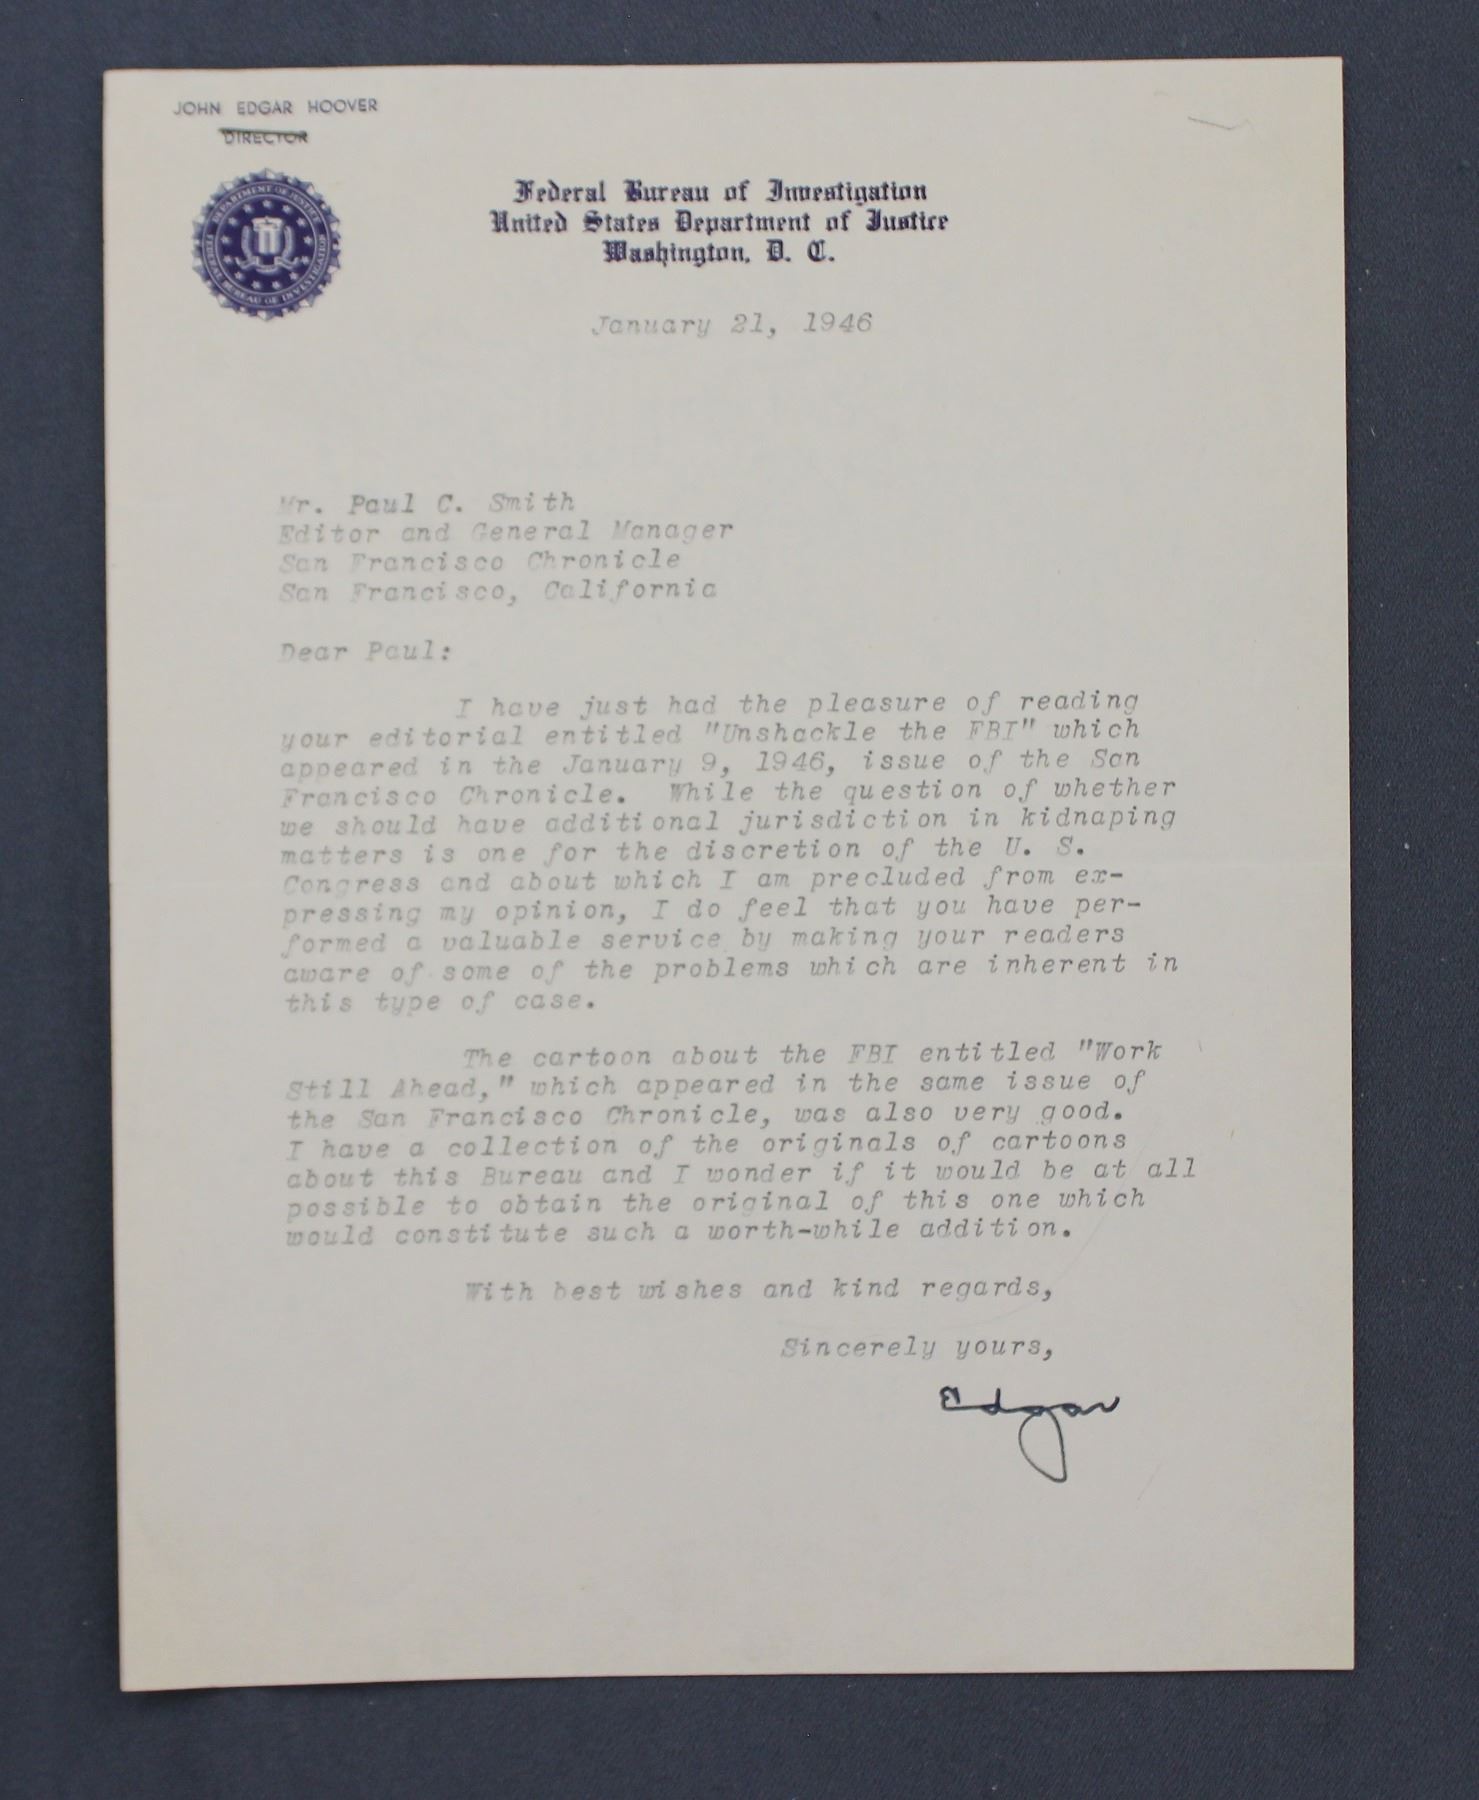 JOHN EDGAR HOOVER
DIRECTOR
DEPARTMENT OF JUSTICE
FEDERAL BUREAU OF INVESTIGATION
Federal Bureau of Investigation
United States Department of Justice
Washington, D. C.
January 21, 1946
Mr. Paul C. Smith
Editor and General Manager
San Francisco Chronicle
San Francisco, California
Dear Paul:
I have just had the pleasure of reading
your editorial entitled "Unshackle the FBI" which
appeared in the January 9, 1946, issue of the San
Francisco Chronicle. While the question of whether
we should have additional jurisdiction in kidnaping
matters is one for the discretion of the U. S.
Congress and about which I am precluded from ex-
pressing my opinion, I do feel that you have per-
formed a valuable service by making your readers
aware of some of the problems which are inherent in
this type of case.
The cartoon about the FBI entitled "Work
Still Ahead," which appeared in the same issue of
the San Francisco Chronicle, was also very good.
I have a collection of the originals of cartoons
about this Bureau and I wonder if it would be at all
possible to obtain the original of this one which
would constitute such a worth-while addition.
With best wishes and kind regards,
Sincerely yours,
Edgar